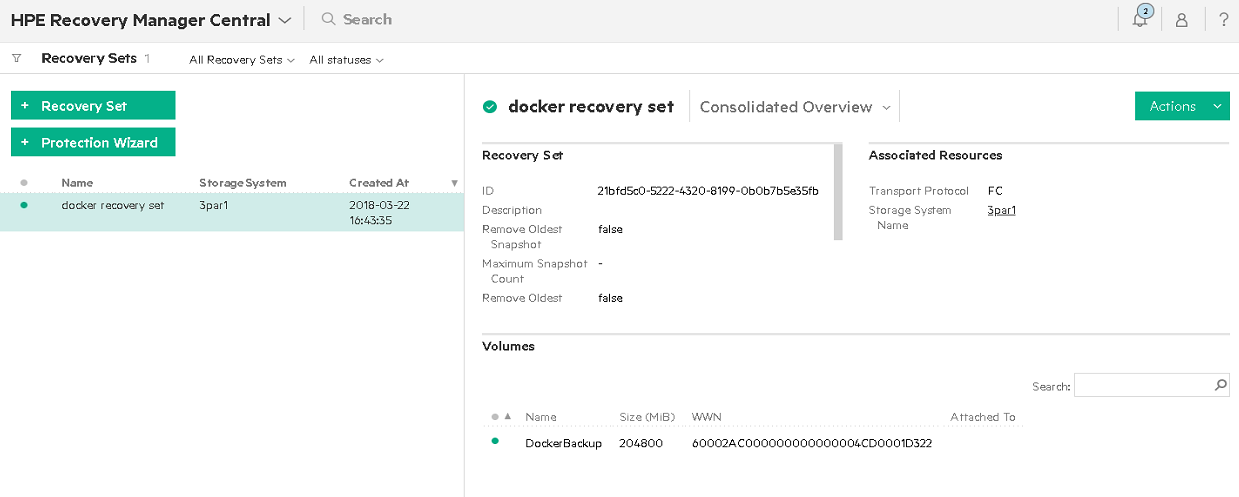 HPE Recovery Manager Central
Search
2
?
Recovery Sets 1
All Recovery Sets
All statuses
+ Recovery Set
+ Protection Wizard
Name StorageSystem Created At
docker recovery set 3par1 2018-03-22
16:43:35
docker recovery set
Consolidated Overview
Actions
Recovery Set
ID 21bfd5c0-5222-4320-8199-0b0b7b5e35fb
Description
Remove Oldest false
Snapshot
Maximum Snapshot -
Count
Remove Oldest false
Associated Resources
Transport Protocol FC
Storage System 3par1
Name
Volumes
Search:
Name Size (MiB) WWN Attached To
DockerBackup 204800 60002AC000000000000004CD0001D322